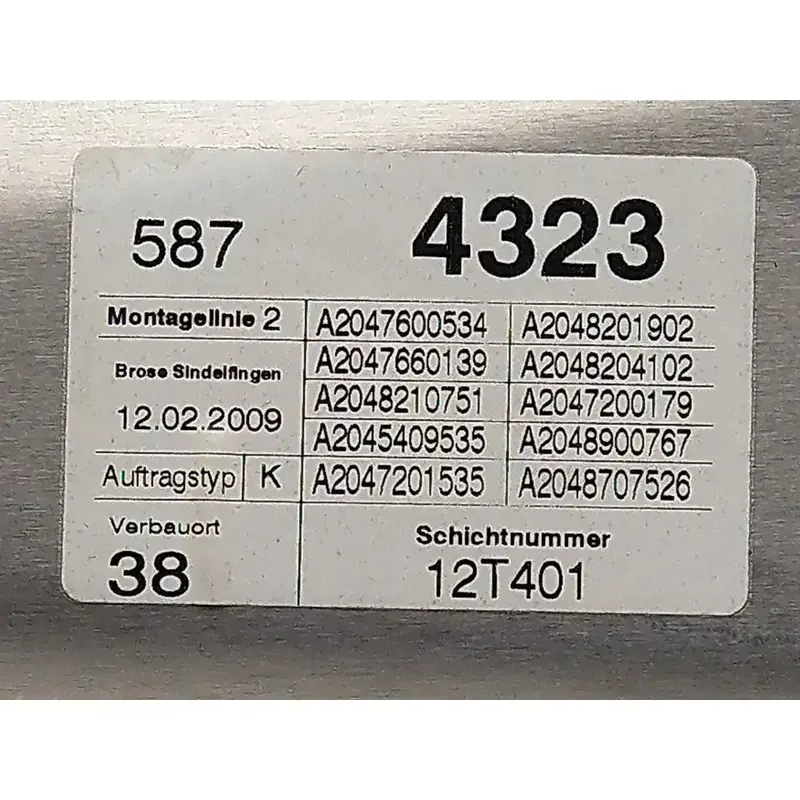 587 4323
Montagelinie 2 A2047600534 A2048201902
Brose Sindelfingen A2047660139 A2048204102
12.02.2009 A2048210751 A2047200179
A2045409535 A2048900767
Auftragstyp K A2047201535 A2048707526
Verbauort Schichtnummer
38 12T401